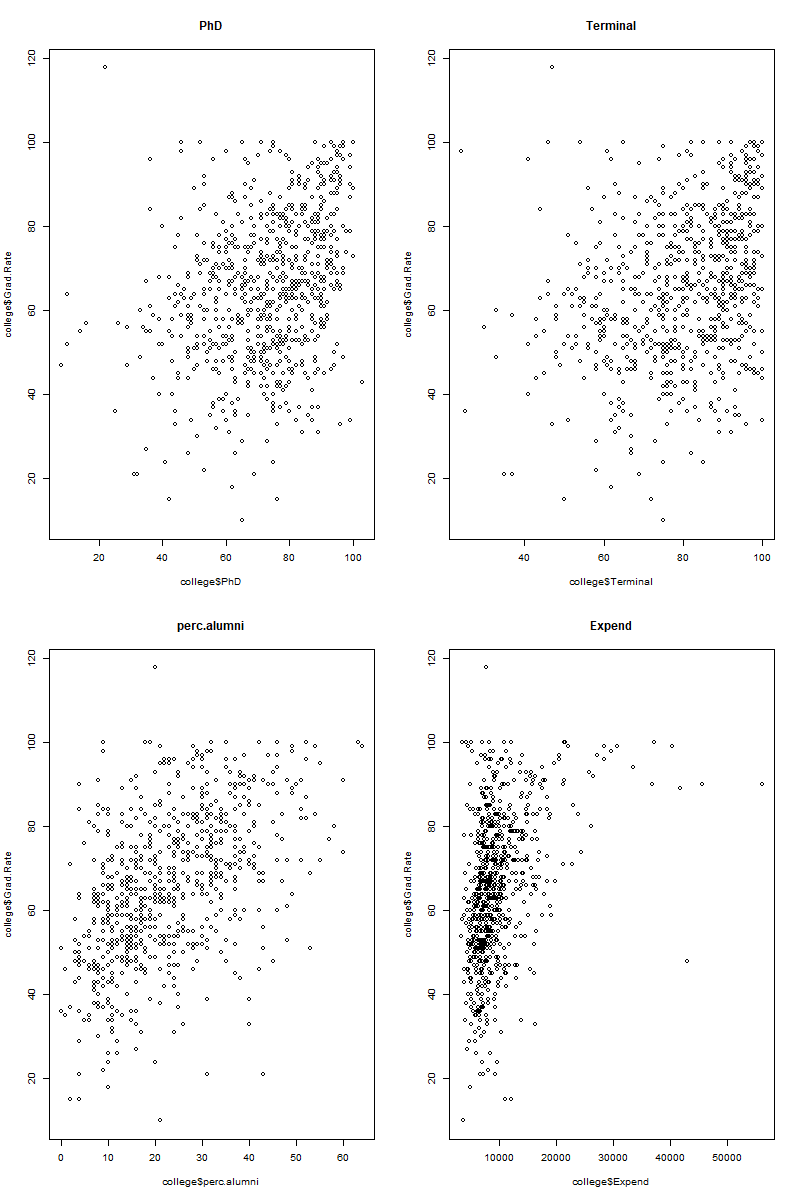 PhD
120
100
80
60
40
20
college$Grad.Rate
20 40 60 80 100
college$PhD
Terminal
120
100
80
60
40
20
college$Grad.Rate
40 60 80 100
college$Terminal
perc.alumni
120
100
80
60
40
20
college$Grad.Rate
0 10 20 30 40 50 60
college$perc.alumni
Expend
120
100
80
60
40
20
college$Grad.Rate
10000 20000 30000 40000 50000
college$Expend